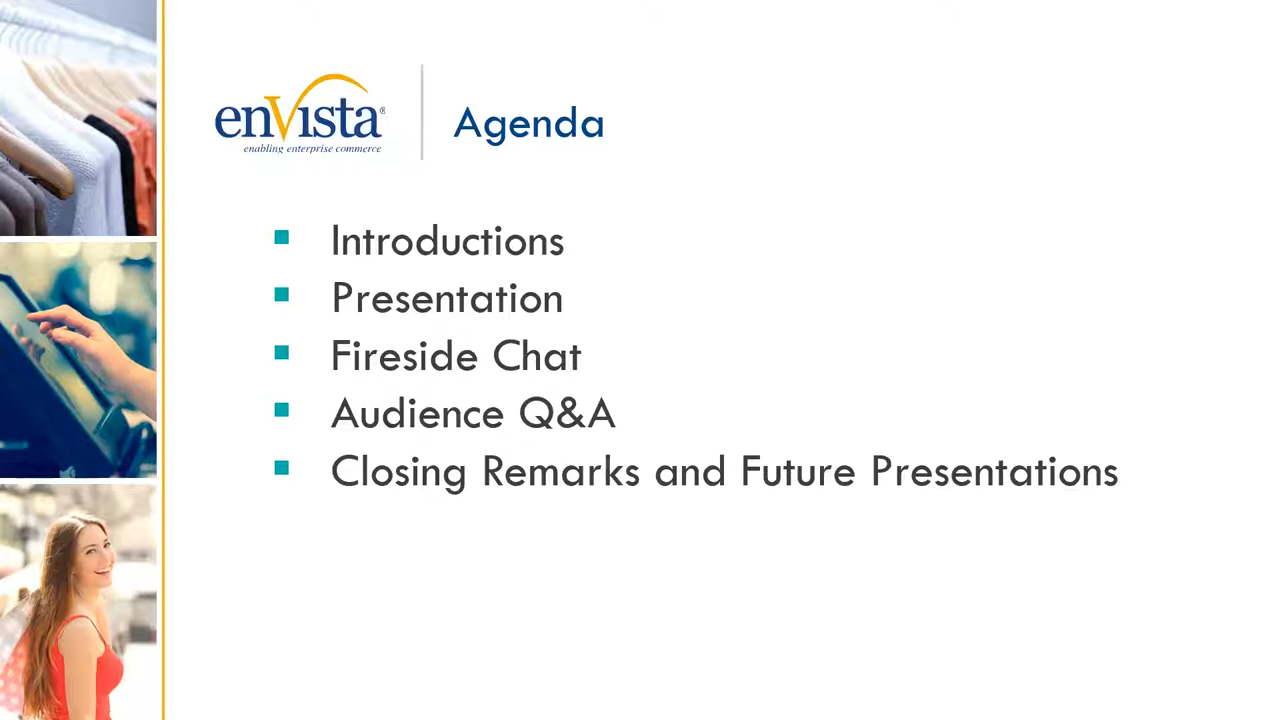 enVista®
enabling enterprise commerce
Agenda
Introductions
Presentation
Fireside Chat
Audience Q&A
Closing Remarks and Future Presentations